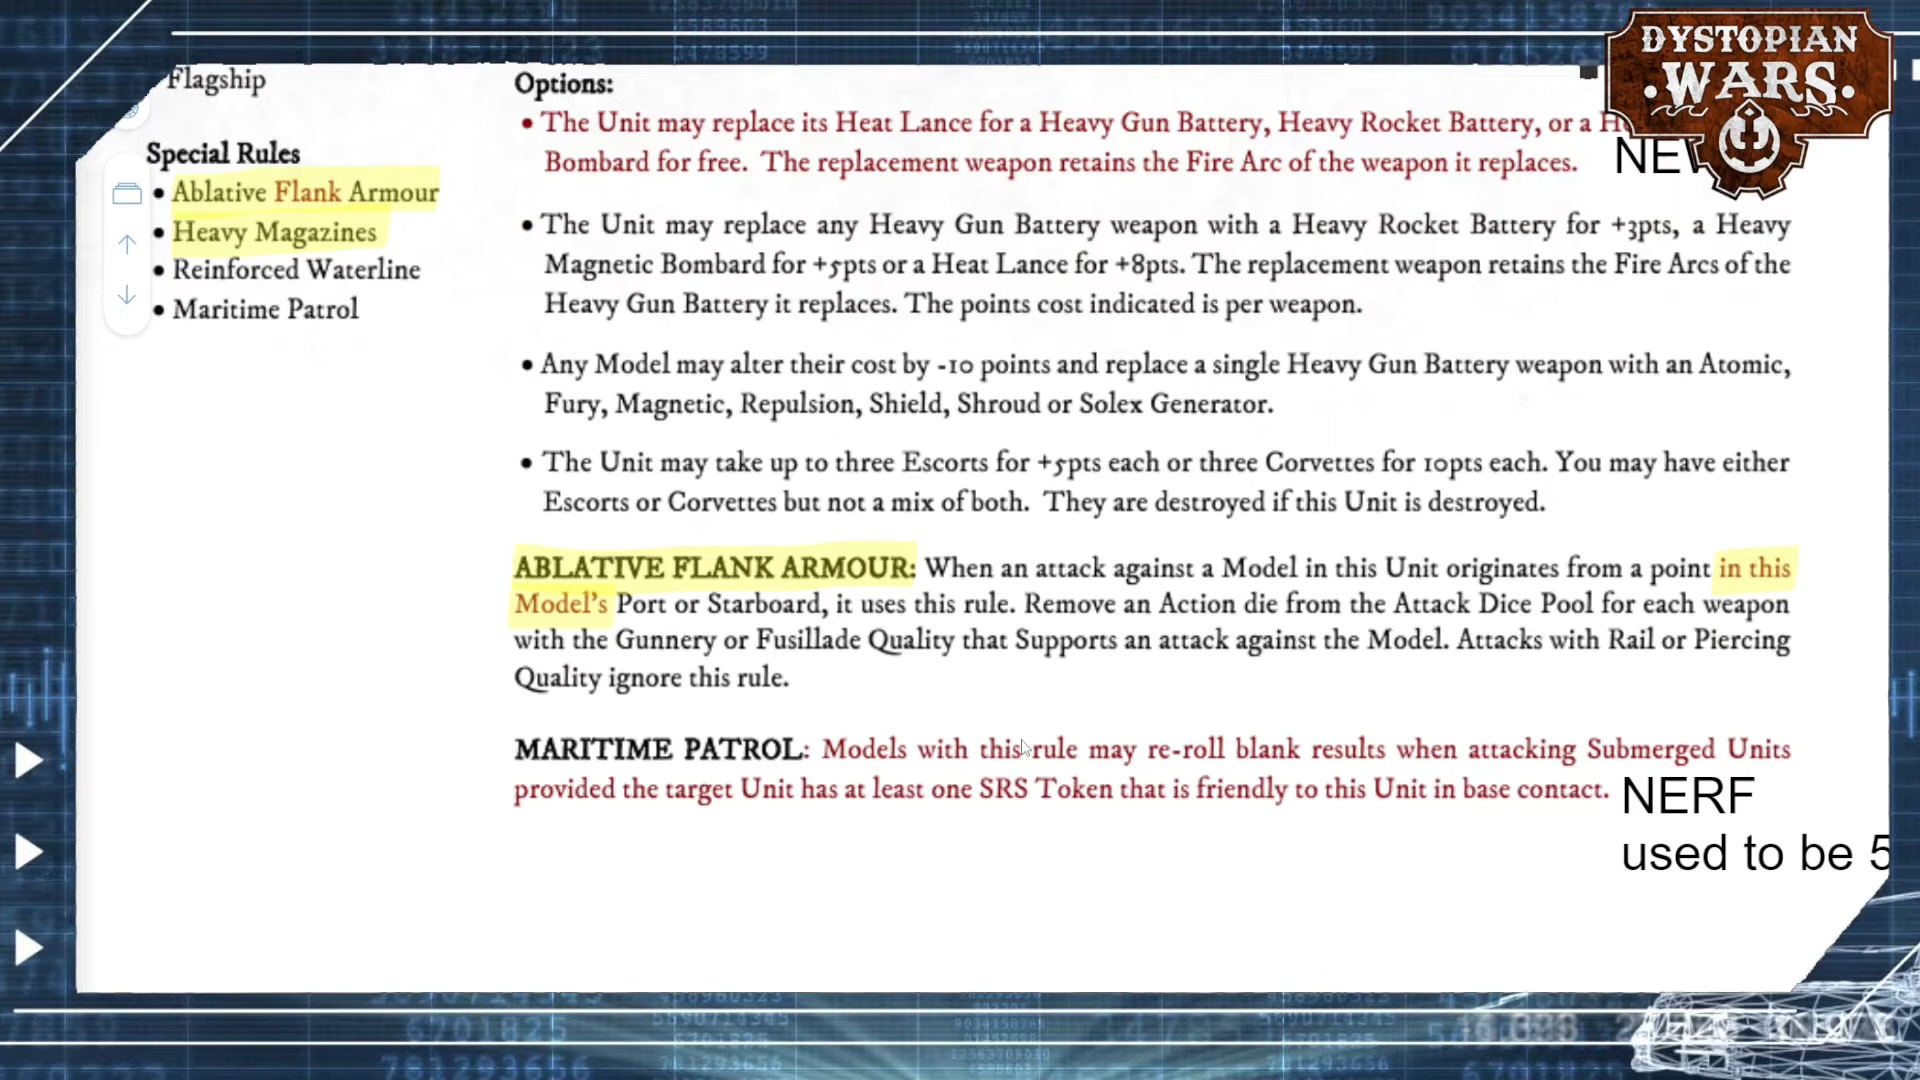 DYSTOPIAN
WARS
Flagship
Special Rules
• Ablative Flank Armour
• Heavy Magazines
• Reinforced Waterline
• Maritime Patrol
Options:
• The Unit may replace its Heat Lance for a Heavy Gun Battery, Heavy Rocket Battery, or a
Bombard for free. The replacement weapon retains the Fire Arc of the weapon it replaces.
• The Unit may replace any Heavy Gun Battery weapon with a Heavy Rocket Battery for +3pts, a Heavy
Magnetic Bombard for +5pts or a Heat Lance for +8pts. The replacement weapon retains the Fire Arcs of the
Heavy Gun Battery it replaces. The points cost indicated is per weapon.
• Any Model may alter their cost by -10 points and replace a single Heavy Gun Battery weapon with an Atomic,
Fury, Magnetic, Repulsion, Shield, Shroud or Solex Generator.
• The Unit may take up to three Escorts for +5pts each or three Corvettes for 10pts each. You may have either
Escorts or Corvettes but not a mix of both. They are destroyed if this Unit is destroyed.
ABLATIVE FLANK ARMOUR: When an attack against a Model in this Unit originates from a point in this
Model's Port or Starboard, it uses this rule. Remove an Action die from the Attack Dice Pool for each weapon
with the Gunnery or Fusillade Quality that Supports an attack against the Model. Attacks with Rail or Piercing
Quality ignore this rule.
MARITIME PATROL: Models with this rule may re-roll blank results when attacking Submerged Units
provided the target Unit has at least one SRS Token that is friendly to this Unit in base contact.
NERF
used to be 5
6701825
781293656